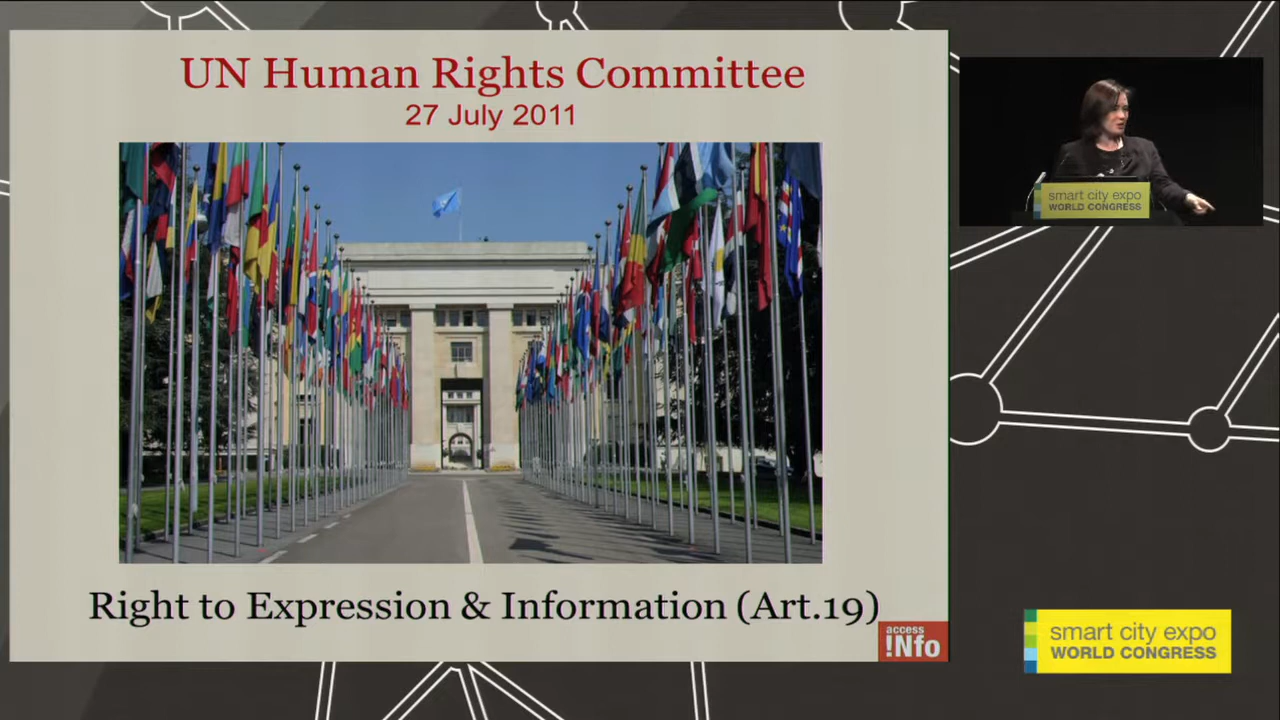 UN Human Rights Committee
27 July 2011
Right to Expression & Information (Art.19)
access
!NFo
smart city expo
WORLD CONGRESS
smart city expo
WORLD CONGRESS